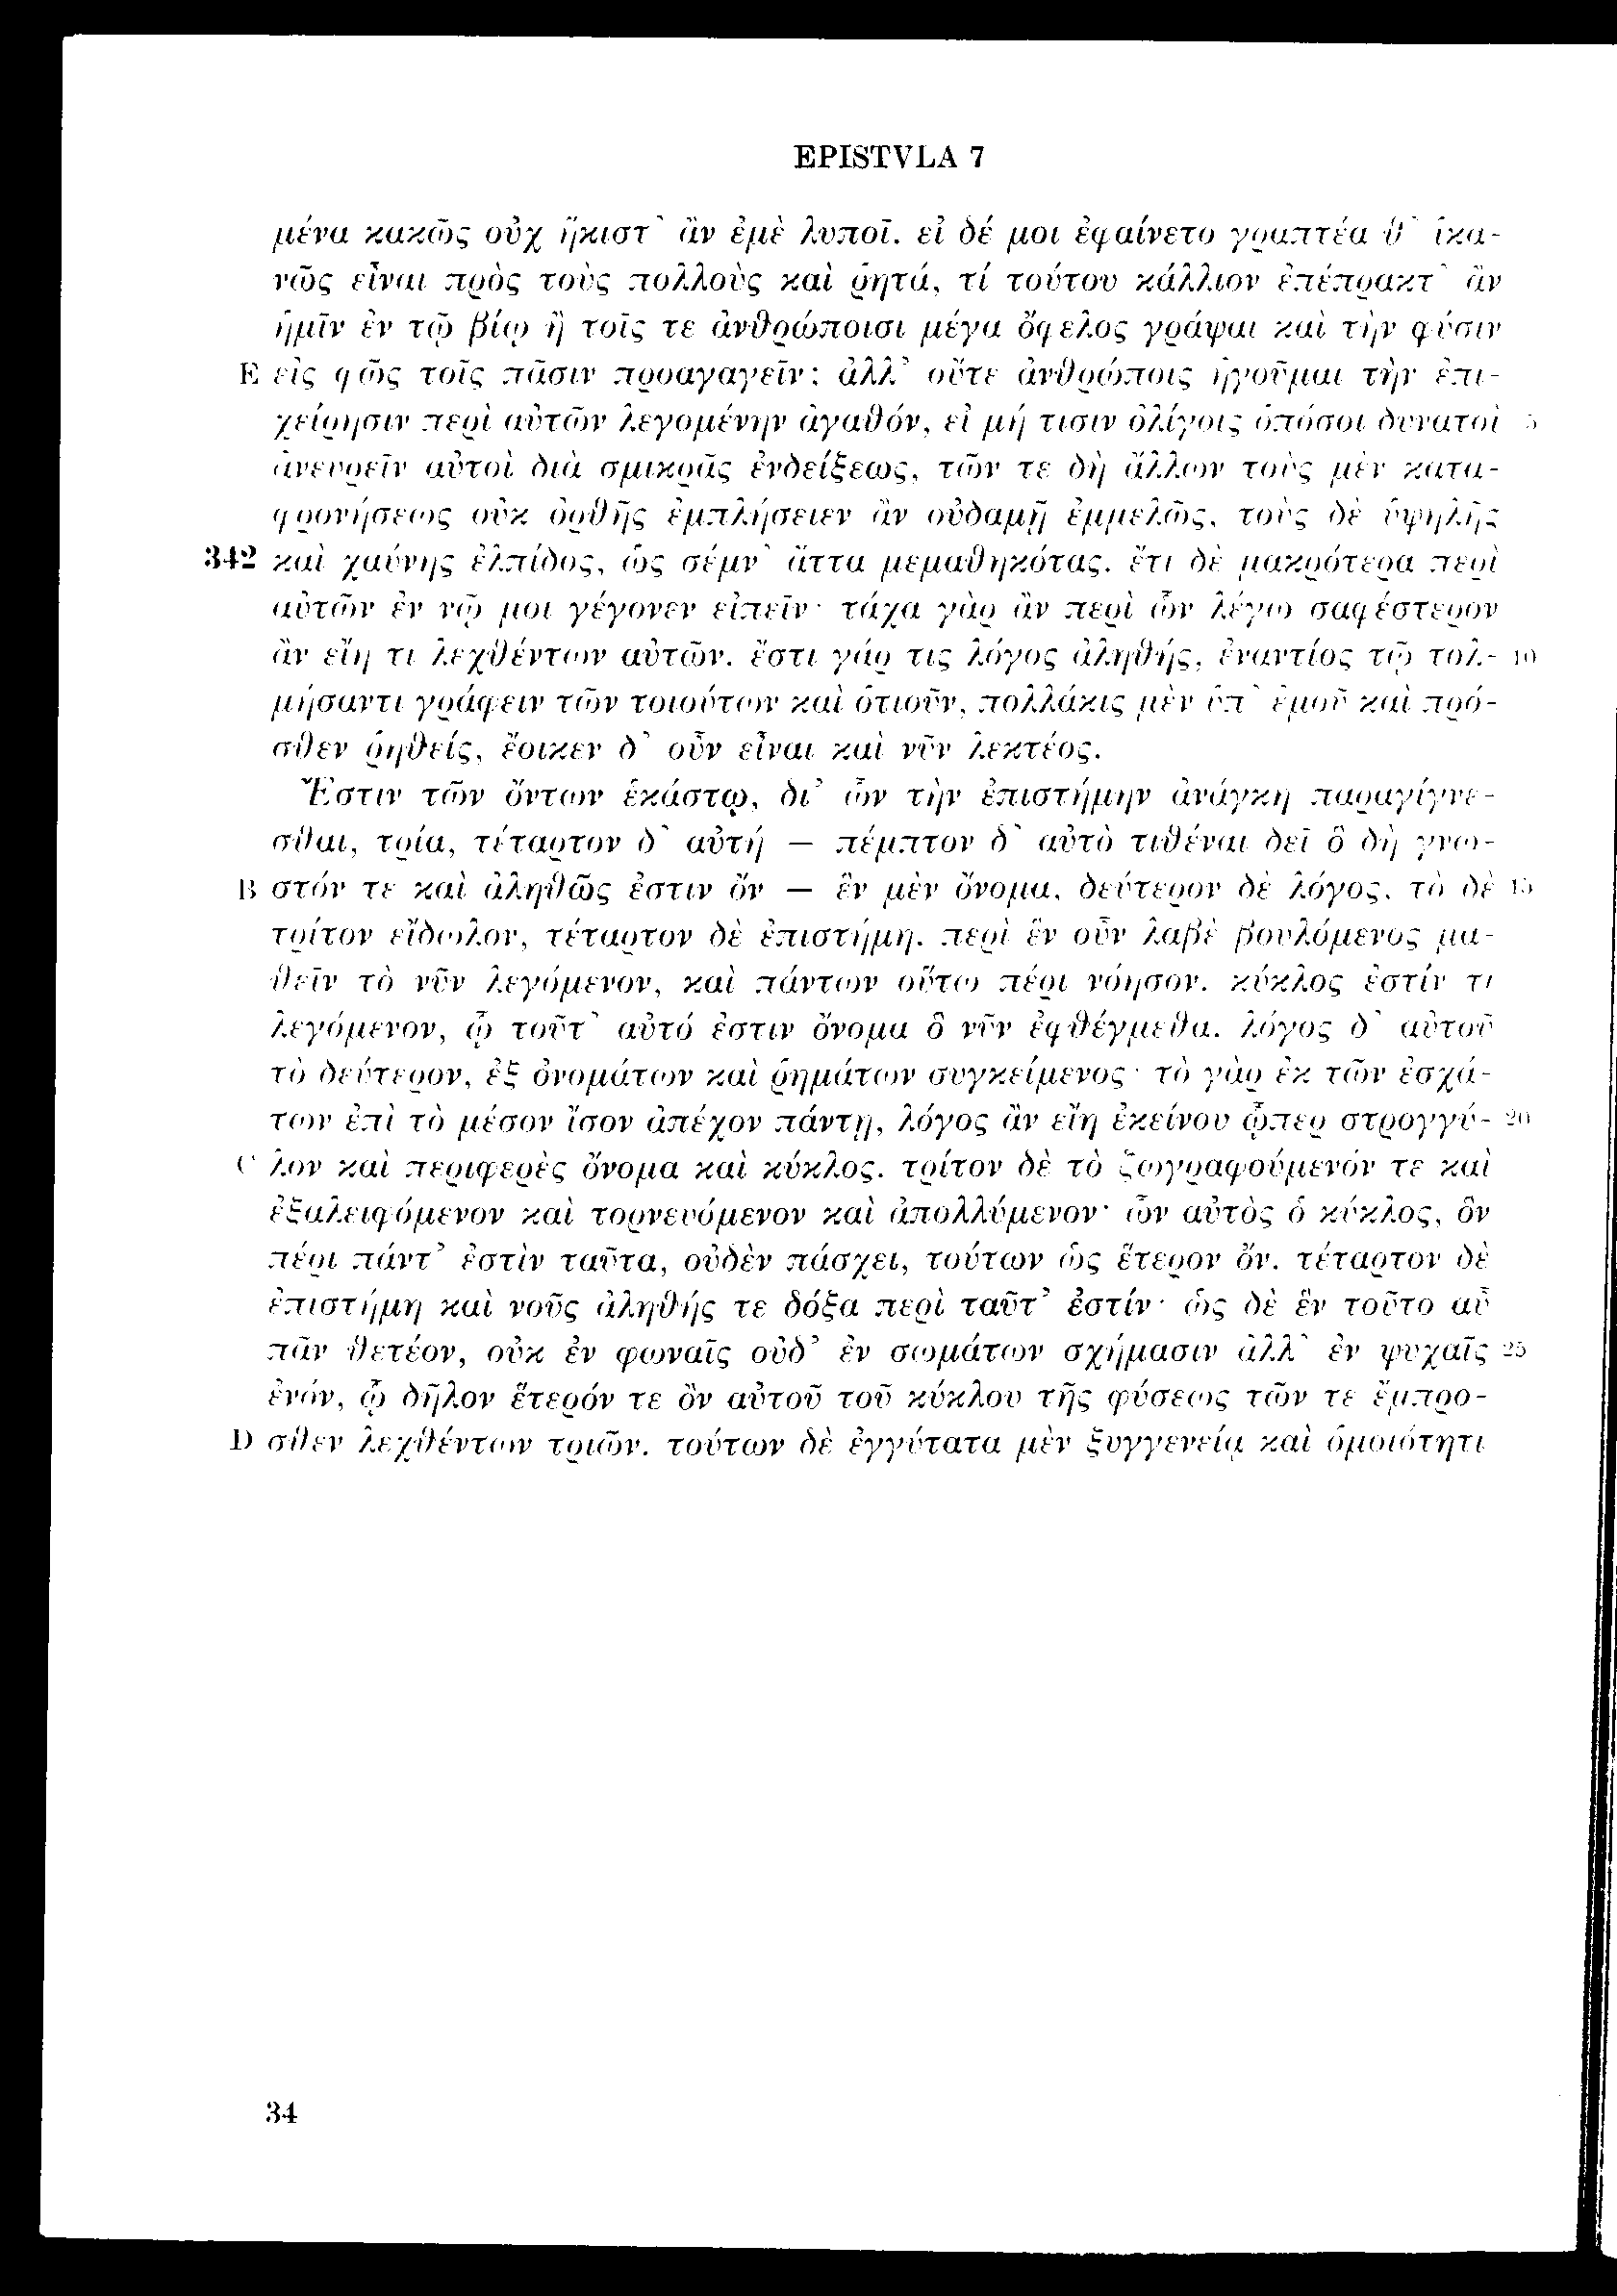 EPISTVLA 7
μένα κακῶς οὐχ ἥκιστ᾽ ἂν ἐμὲ λυποῖ. εἰ δέ μοι ἐφαίνετο γραπτέα θ᾽ ἱκα-
νῶς εἶναι πρὸς τοὺς πολλοὺς καὶ ῥητά, τί τούτου κάλλιον ἐπέπρακτ᾽ ἂν
ἡμῖν ἐν τῷ βίῳ ἢ τοῖς τε ἀνθρώποισι μέγα ὄφελος γράψαι καὶ τὴν φύσιν
E εἰς φῶς τοῖς πᾶσιν προαγαγεῖν; ἀλλ᾽ οὔτε ἀνθρώποις ἡγοῦμαι τὴν ἐπι-
χείρησιν περὶ αὐτῶν λεγομένην ἀγαθόν, εἰ μή τισιν ὀλίγοις ὁπόσοι δυνατοὶ 5
ἀνευρεῖν αὐτοὶ διὰ σμικρᾶς ἐνδείξεως, τῶν τε δὴ ἄλλων τοὺς μὲν κατα-
φρονήσεως οὐκ ὀρθῆς ἐμπλήσειεν ἂν οὐδαμῇ ἐμμελῶς, τοὺς δὲ ὑψηλῆς
342 καὶ χαύνης ἐλπίδος, ὡς σέμν᾽ ἄττα μεμαθηκότας. ἔτι δὲ μακρότερα περὶ
αὐτῶν ἐν νῷ μοι γέγονεν εἰπεῖν· τάχα γὰρ ἂν περὶ ὧν λέγω σαφέστερον
ἂν εἴη τι λεχθέντων αὐτῶν. ἔστι γάρ τις λόγος ἀληθής, ἐναντίος τῷ τολ- 10
μήσαντι γράφειν τῶν τοιούτων καὶ ὁτιοῦν, πολλάκις μὲν ὑπ᾽ ἐμοῦ καὶ πρό-
σθεν ῥηθείς, ἔοικεν δ᾽ οὖν εἶναι καὶ νῦν λεκτέος.
Ἔστιν τῶν ὄντων ἑκάστῳ, δι᾽ ὧν τὴν ἐπιστήμην ἀνάγκη παραγίγνε-
σθαι, τρία, τέταρτον δ᾽ αὐτή — πέμπτον δ᾽ αὐτὸ τιθέναι δεῖ ὃ δὴ γνω-
B στόν τε καὶ ἀληθῶς ἐστιν ὄν — ἓν μὲν ὄνομα, δεύτερον δὲ λόγος, τὸ δὲ 15
τρίτον εἴδωλον, τέταρτον δὲ ἐπιστήμη. περὶ ἓν οὖν λαβὲ βουλόμενος μα-
θεῖν τὸ νῦν λεγόμενον, καὶ πάντων οὕτω πέρι νόησον. κύκλος ἐστίν τι
λεγόμενον, ᾧ τοῦτ᾽ αὐτό ἐστιν ὄνομα ὃ νῦν ἐφθέγμεθα. λόγος δ᾽ αὐτοῦ
τὸ δεύτερον, ἐξ ὀνομάτων καὶ ῥημάτων συγκείμενος· τὸ γὰρ ἐκ τῶν ἐσχά-
των ἐπὶ τὸ μέσον ἴσον ἀπέχον πάντῃ, λόγος ἂν εἴη ἐκείνου ᾧπερ στρογγύ- 20
C λον καὶ περιφερὲς ὄνομα καὶ κύκλος. τρίτον δὲ τὸ ζωγραφούμενόν τε καὶ
ἐξαλειφόμενον καὶ τορνευόμενον καὶ ἀπολλύμενον· ὧν αὐτὸς ὁ κύκλος, ὃν
πέρι πάντ᾽ ἐστὶν ταῦτα, οὐδὲν πάσχει, τούτων ὡς ἕτερον ὄν. τέταρτον δὲ
ἐπιστήμη καὶ νοῦς ἀληθής τε δόξα περὶ ταῦτ᾽ ἐστίν· ὡς δὲ ἓν τοῦτο αὖ
πᾶν θετέον, οὐκ ἐν φωναῖς οὐδ᾽ ἐν σωμάτων σχήμασιν ἀλλ᾽ ἐν ψυχαῖς 25
ἐνόν, ᾧ δῆλον ἕτερόν τε ὂν αὐτοῦ τοῦ κύκλου τῆς φύσεως τῶν τε ἔμπρο-
D σθεν λεχθέντων τριῶν. τούτων δὲ ἐγγύτατα μὲν ξυγγενείᾳ καὶ ὁμοιότητι
34